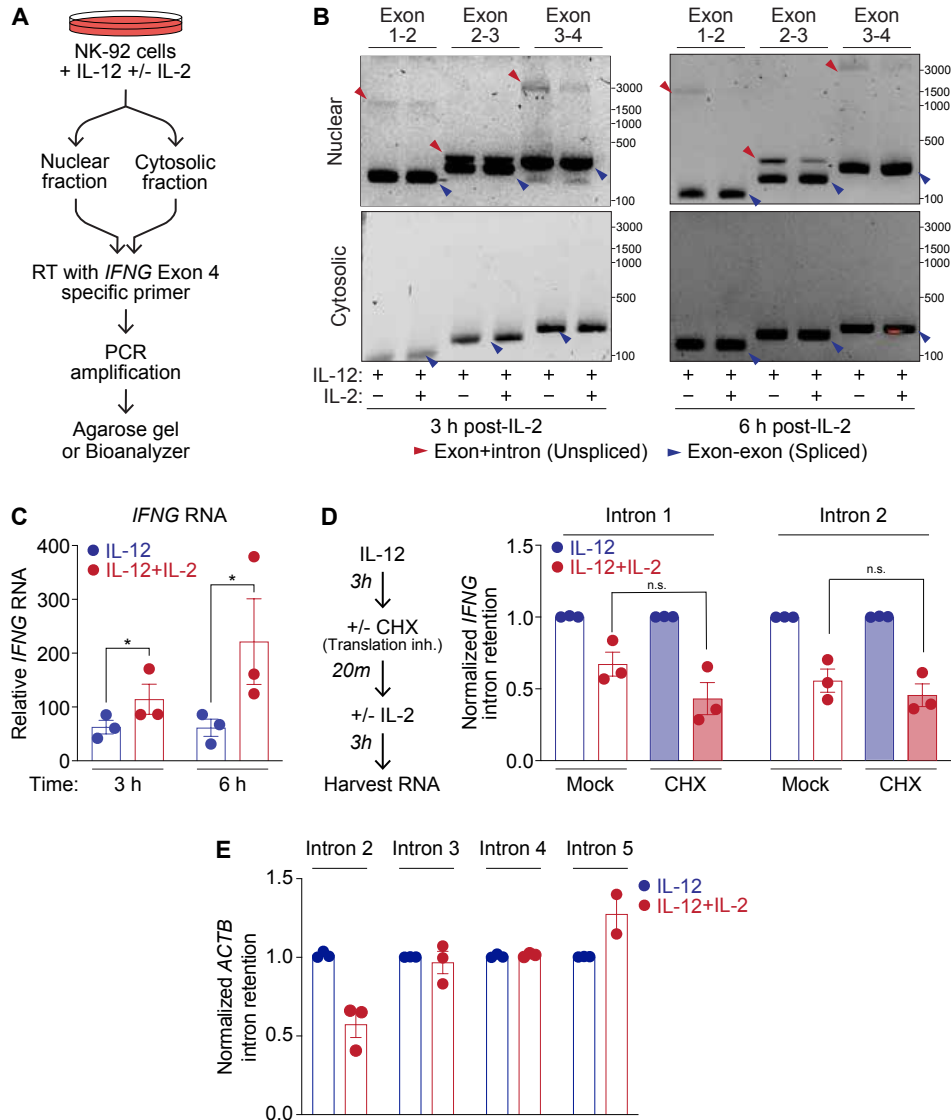 A
NK-92 cells
+ IL-12 +/- IL-2
Nuclear
fraction
Cytosolic
fraction
RT with IFNG Exon 4
specific primer
PCR
amplification
Agarose gel
or Bioanalyzer
B
Exon
1-2
Exon
2-3
Exon
3-4
Exon
1-2
Exon
2-3
Exon
3-4
Nuclear
3000
1500
1000
500
100
3000
1500
1000
500
100
Cytosolic
3000
1500
500
100
3000
1500
500
100
IL-12: + + + + + + + + + + + +
IL-2: – + – + – + – + – + – +
3 h post-IL-2
6 h post-IL-2
Exon+intron (Unspliced)
Exon-exon (Spliced)
C
IFNG RNA
IL-12
IL-12+IL-2
Relative IFNG RNA
400
300
200
100
0
*
*
Time: 3 h 6 h
D
IL-12
3h
+/- CHX
(Translation inh.)
20m
+/- IL-2
3h
Harvest RNA
Intron 1
Intron 2
IL-12
IL-12+IL-2
Normalized IFNG
intron retention
1.5
1.0
0.5
0.0
n.s.
n.s.
Mock CHX Mock CHX
E
Intron 2 Intron 3 Intron 4 Intron 5
IL-12
IL-12+IL-2
Normalized ACTB
intron retention
1.5
1.0
0.5
0.0